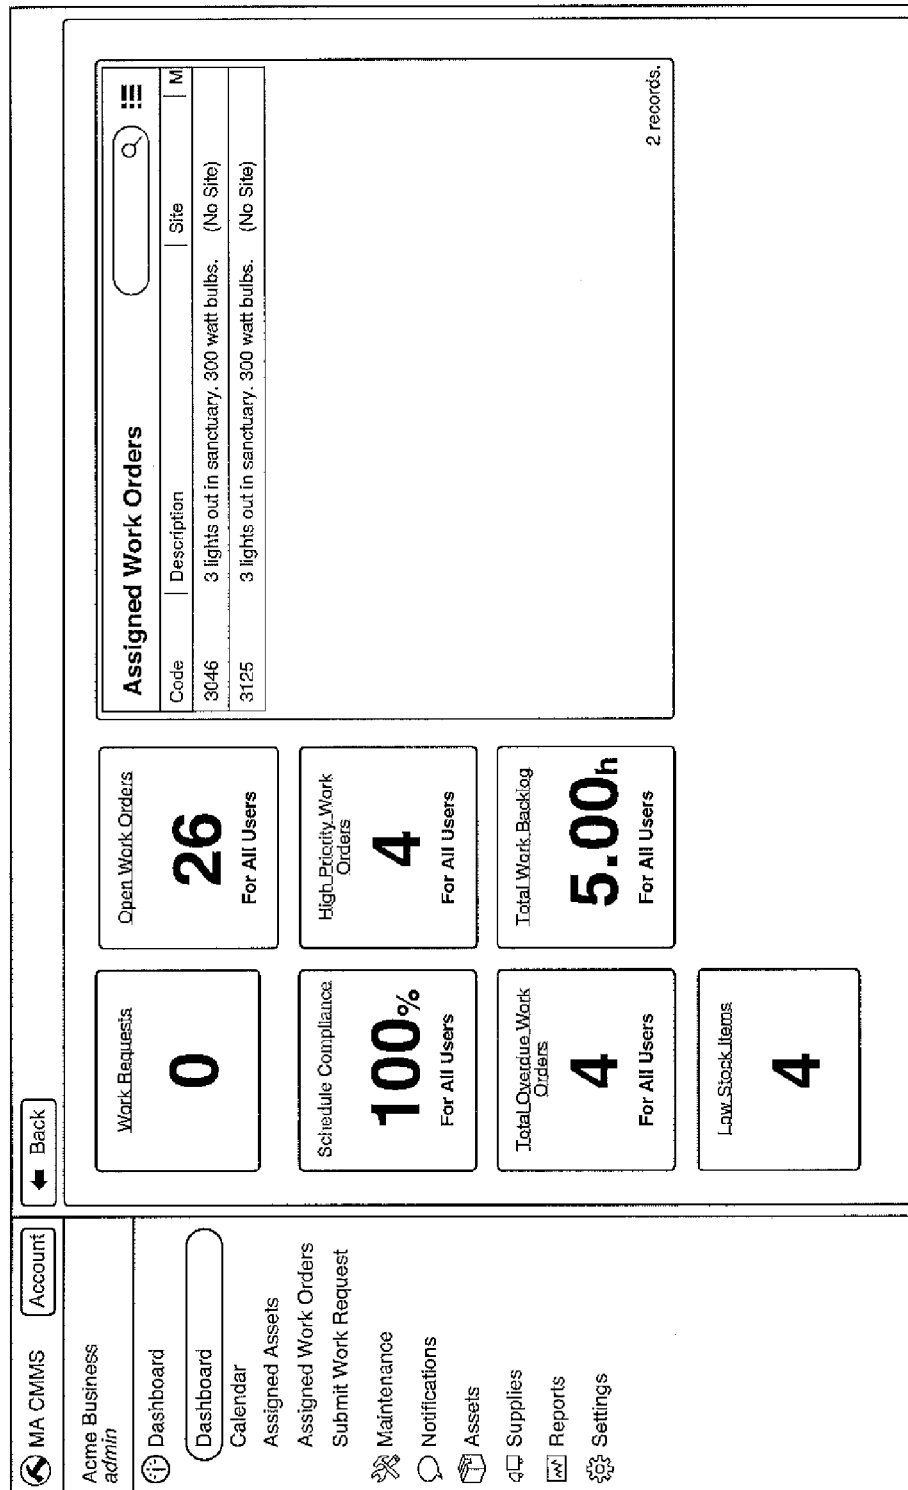 MA CMMS
Account
Back
Acme Business
admin
Dashboard
Dashboard
Calendar
Assigned Assets
Assigned Work Orders
Submit Work Request
Maintenance
Notifications
Assets
Supplies
Reports
Settings
Work Requests
0
Open Work Orders
26
For All Users
Schedule Compliance
100%
For All Users
High Priority Work
Orders
4
For All Users
Total Overdue Work
Orders
4
For All Users
Total Work Backlog
5.00h
For All Users
Low Stock Items
4
Assigned Work Orders
Code | Description | Site | M
3046 3 lights out in sanctuary. 300 watt bulbs. (No Site)
3125 3 lights out in sanctuary. 300 watt bulbs. (No Site)
2 records.